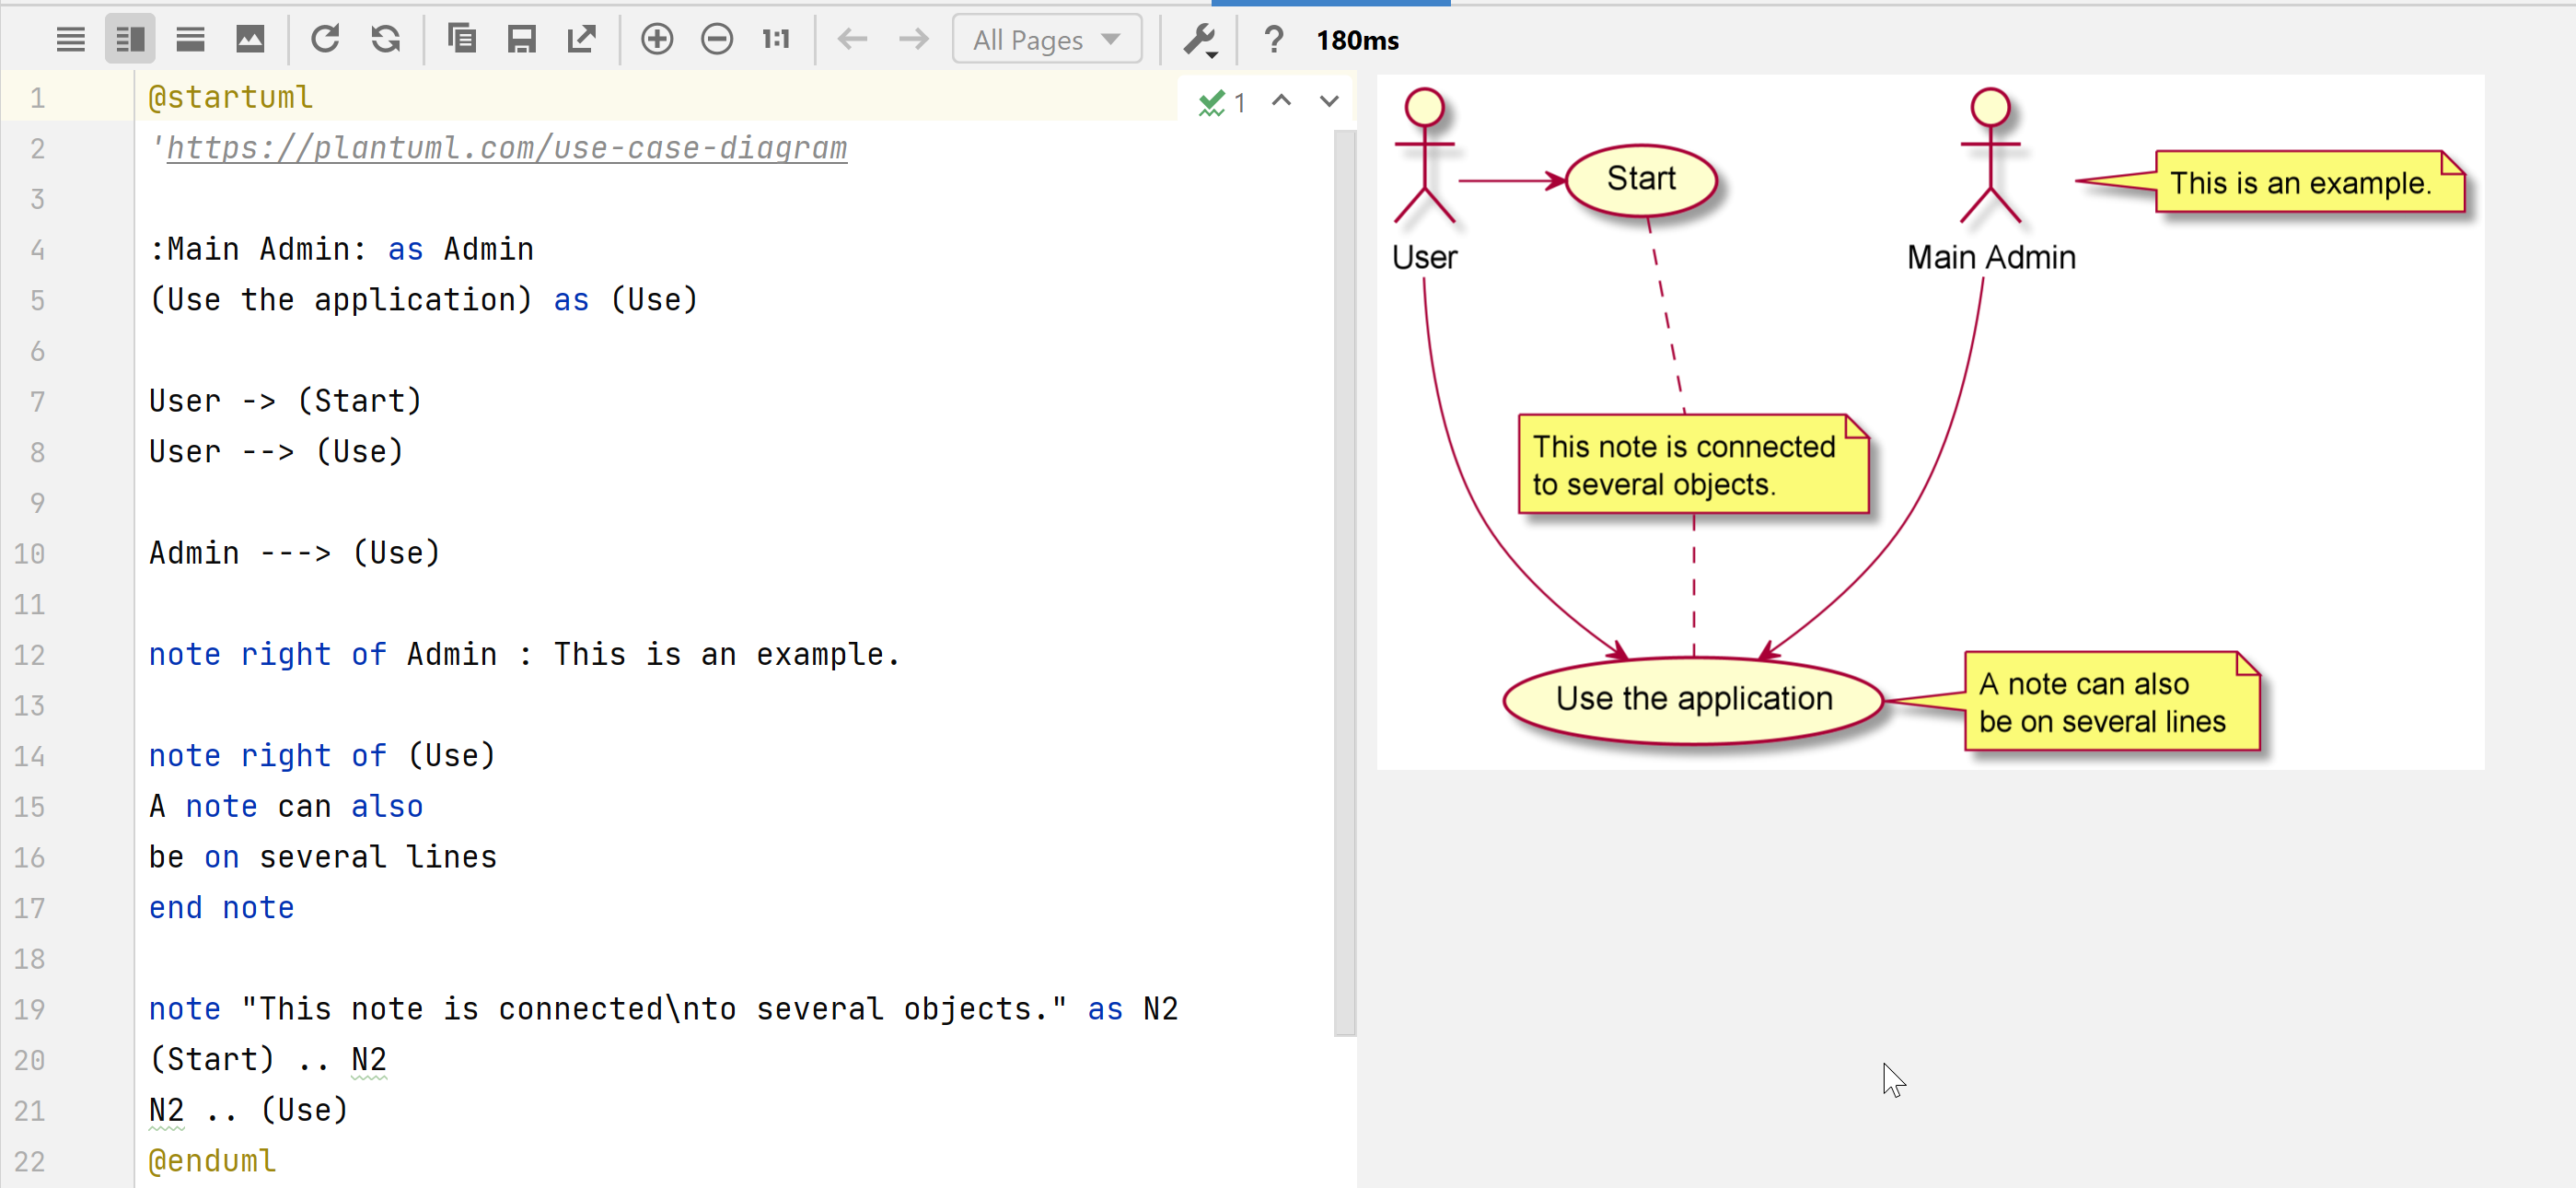 1:1
All Pages
?
180ms
1
@startuml
1
2
'https://plantuml.com/use-case-diagram
3
4
:Main Admin: as Admin
5
(Use the application) as (Use)
6
7
User -> (Start)
8
User --> (Use)
9
10
Admin ---> (Use)
11
12
note right of Admin : This is an example.
13
14
note right of (Use)
15
A note can also
16
be on several lines
17
end note
18
19
note "This note is connected\nto several objects." as N2
20
(Start) .. N2
21
N2 .. (Use)
22
@enduml
Start
This is an example.
User
Main Admin
This note is connected
to several objects.
Use the application
A note can also
be on several lines